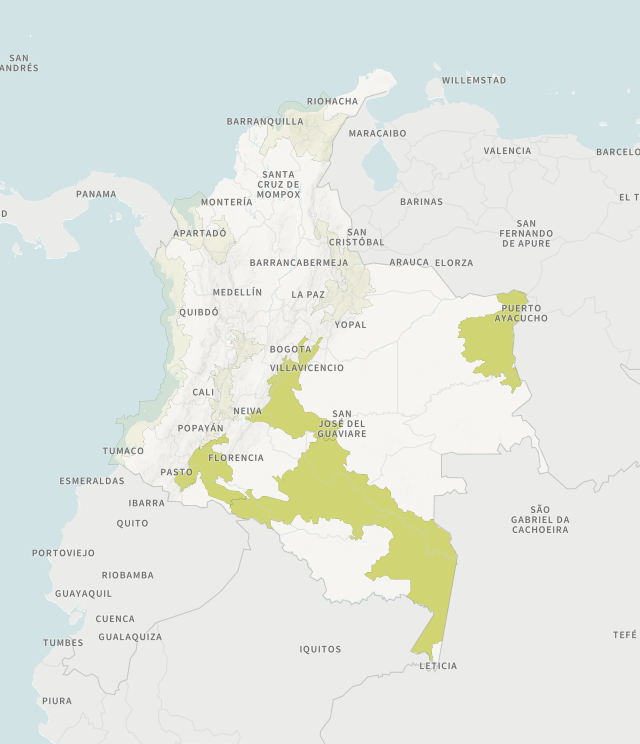 SAN
ANDRÉS
WILLEMSTAD
RIOHACHA
BARRANQUILLA
MARACAIBO
VALENCIA
BARCELO
SANTA
CRUZ DE
MOMPOX
PANAMA
MONTERÍA
BARINAS
EL T
D
APARTADÓ
SAN
CRISTÓBAL
SAN
FERNANDO
DE APURE
BARRANCABERMEJA
ARAUCA
ELORZA
MEDELLÍN
LA PAZ
QUIBDÓ
PUERTO
AYACUCHO
YOPAL
BOGOTA
VILLAVICENCIO
CALI
NEIVA
SAN
JOSÉ DEL
GUAVIARE
POPAYÁN
TUMACO
FLORENCIA
PASTO
ESMERALDAS
IBARRA
SÃO
GABRIEL DA
CACHOEIRA
QUITO
PORTOVIEJO
RIOBAMBA
GUAYAQUIL
CUENCA
GUALAQUIZA
TUMBES
TEFÉ
IQUITOS
LETICIA
PIURA